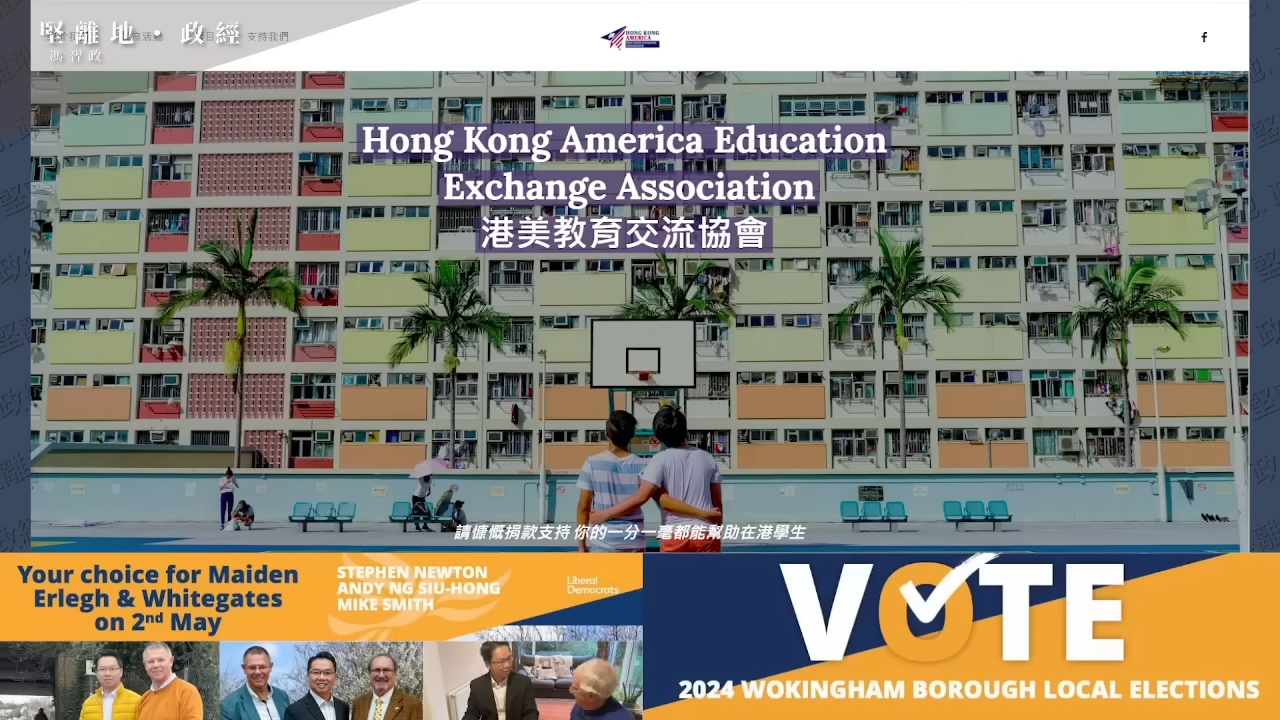 堅離地・政經
馮智政
支持我們
HONG KONG
AMERICA
Hong Kong America Education
Exchange Association
港美教育交流協會
請慷慨捐款支持 你的一分一毫都能幫助在港學生
Your choice for Maiden
Erlegh & Whitegates
on 2nd May
STEPHEN NEWTON
ANDY NG SIU-HONG
MIKE SMITH
Liberal
Democrats
VOTE
2024 WOKINGHAM BOROUGH LOCAL ELECTIONS